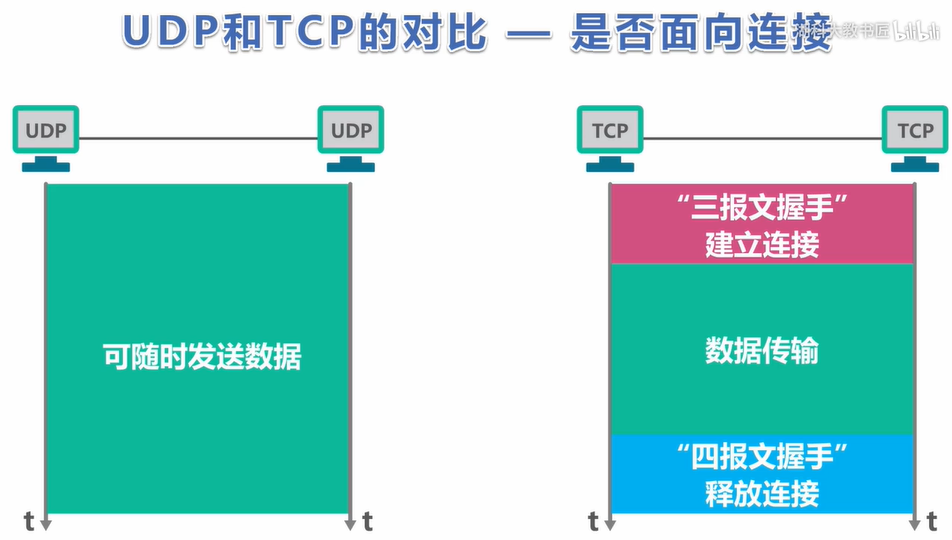 UDP和TCP的对比 — 是否面向连接
湖科大教书匠 bilibili
UDP
UDP
TCP
TCP
可随时发送数据
“三报文握手”
建立连接
数据传输
“四报文握手”
释放连接
t
t
t
t